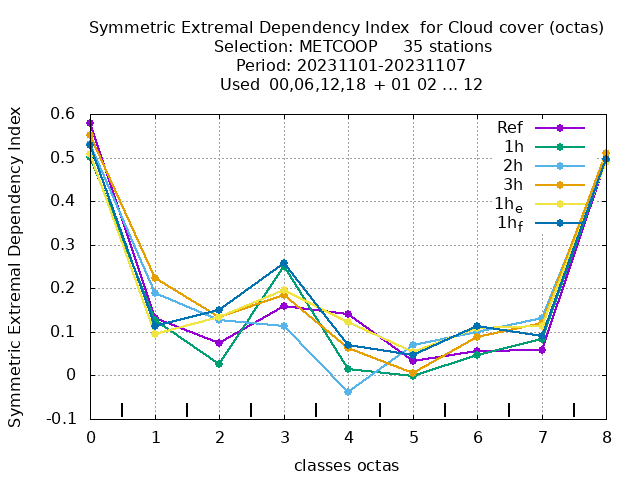 Symmetric Extremal Dependency Index  for Cloud cover (octas)
Selection: METCOOP     35 stations
Period: 20231101-20231107
Used  00,06,12,18  + 01 02 ... 12
Symmetric Extremal Dependency Index
0.6
0.5
0.4
0.3
0.2
0.1
0
-0.1
Ref
1h
2h
3h
1h_e
1h_f
0 1 2 3 4 5 6 7 8
classes octas